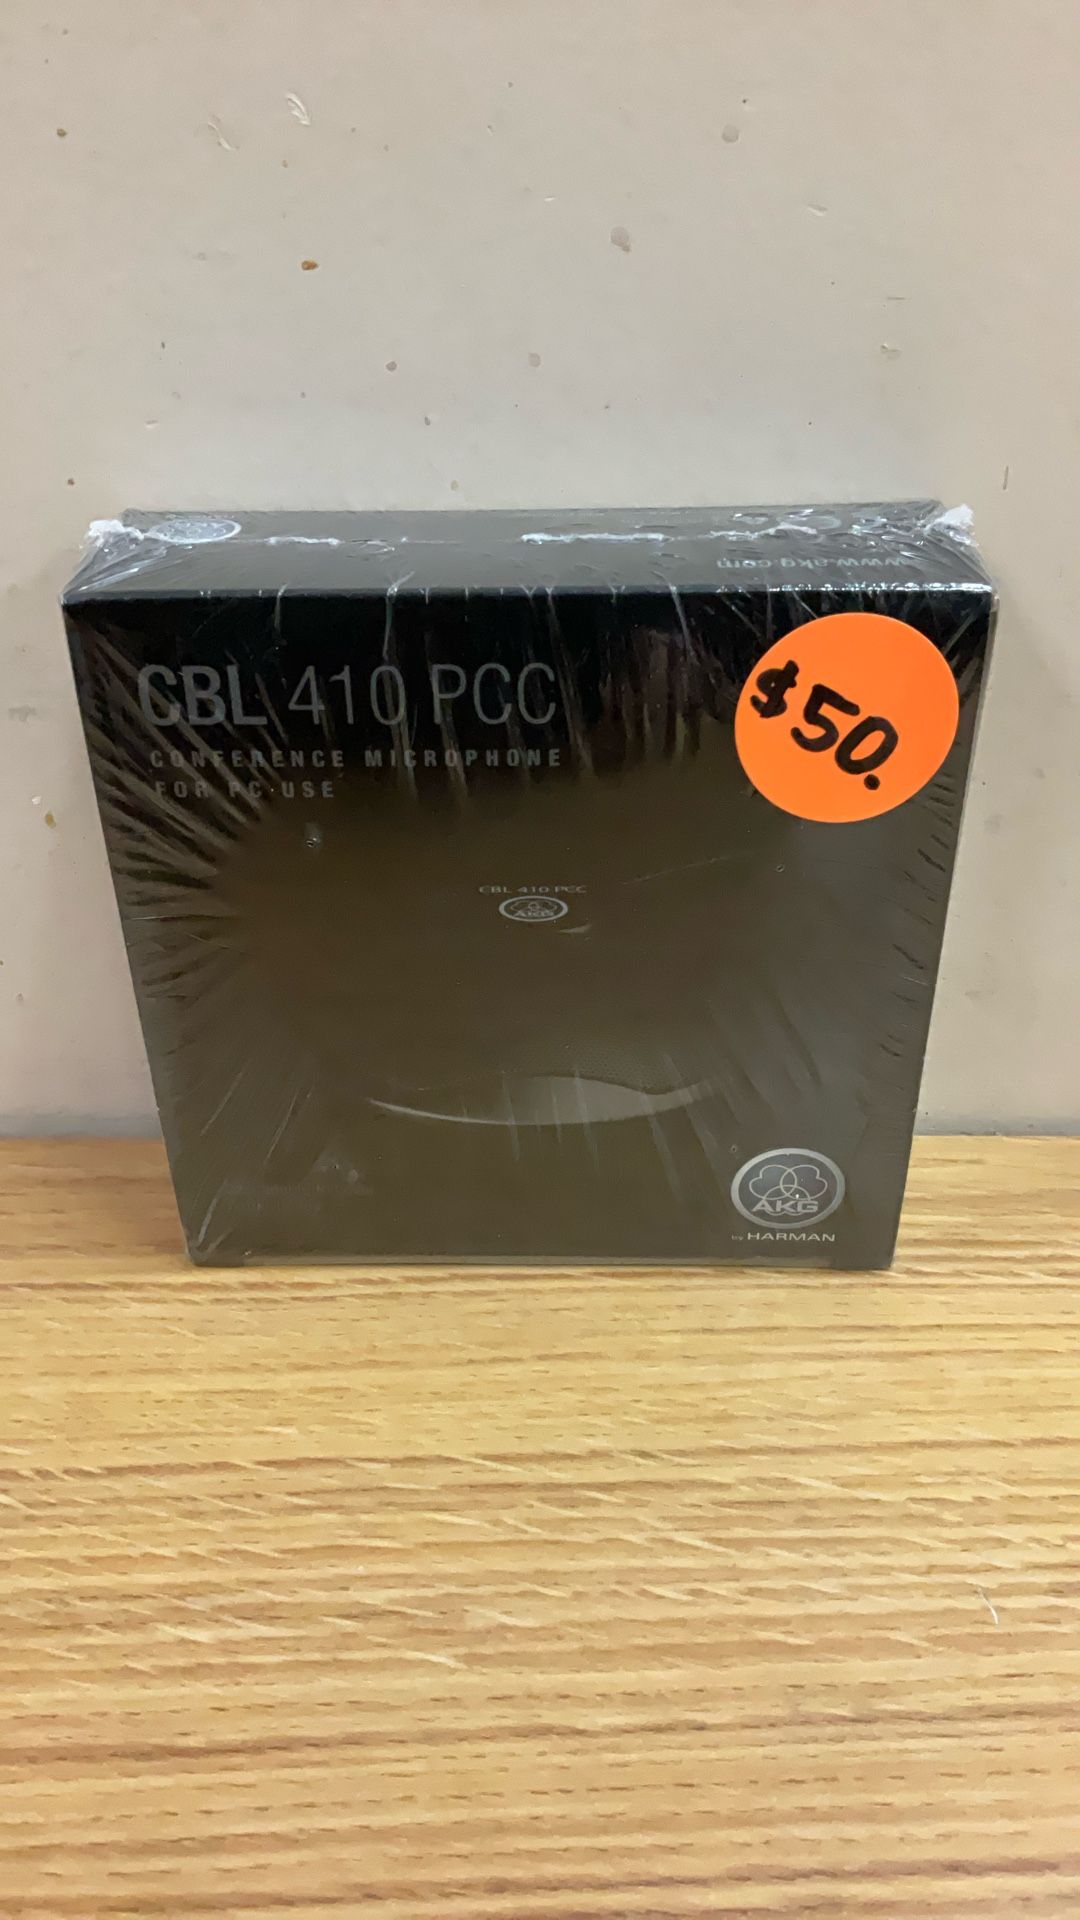 www.akg.com
CBL 410 PCC
$50.
CONFERENCE MICROPHONE
FOR PC USE
CBL 410 PCC
AKG
AKG
by HARMAN